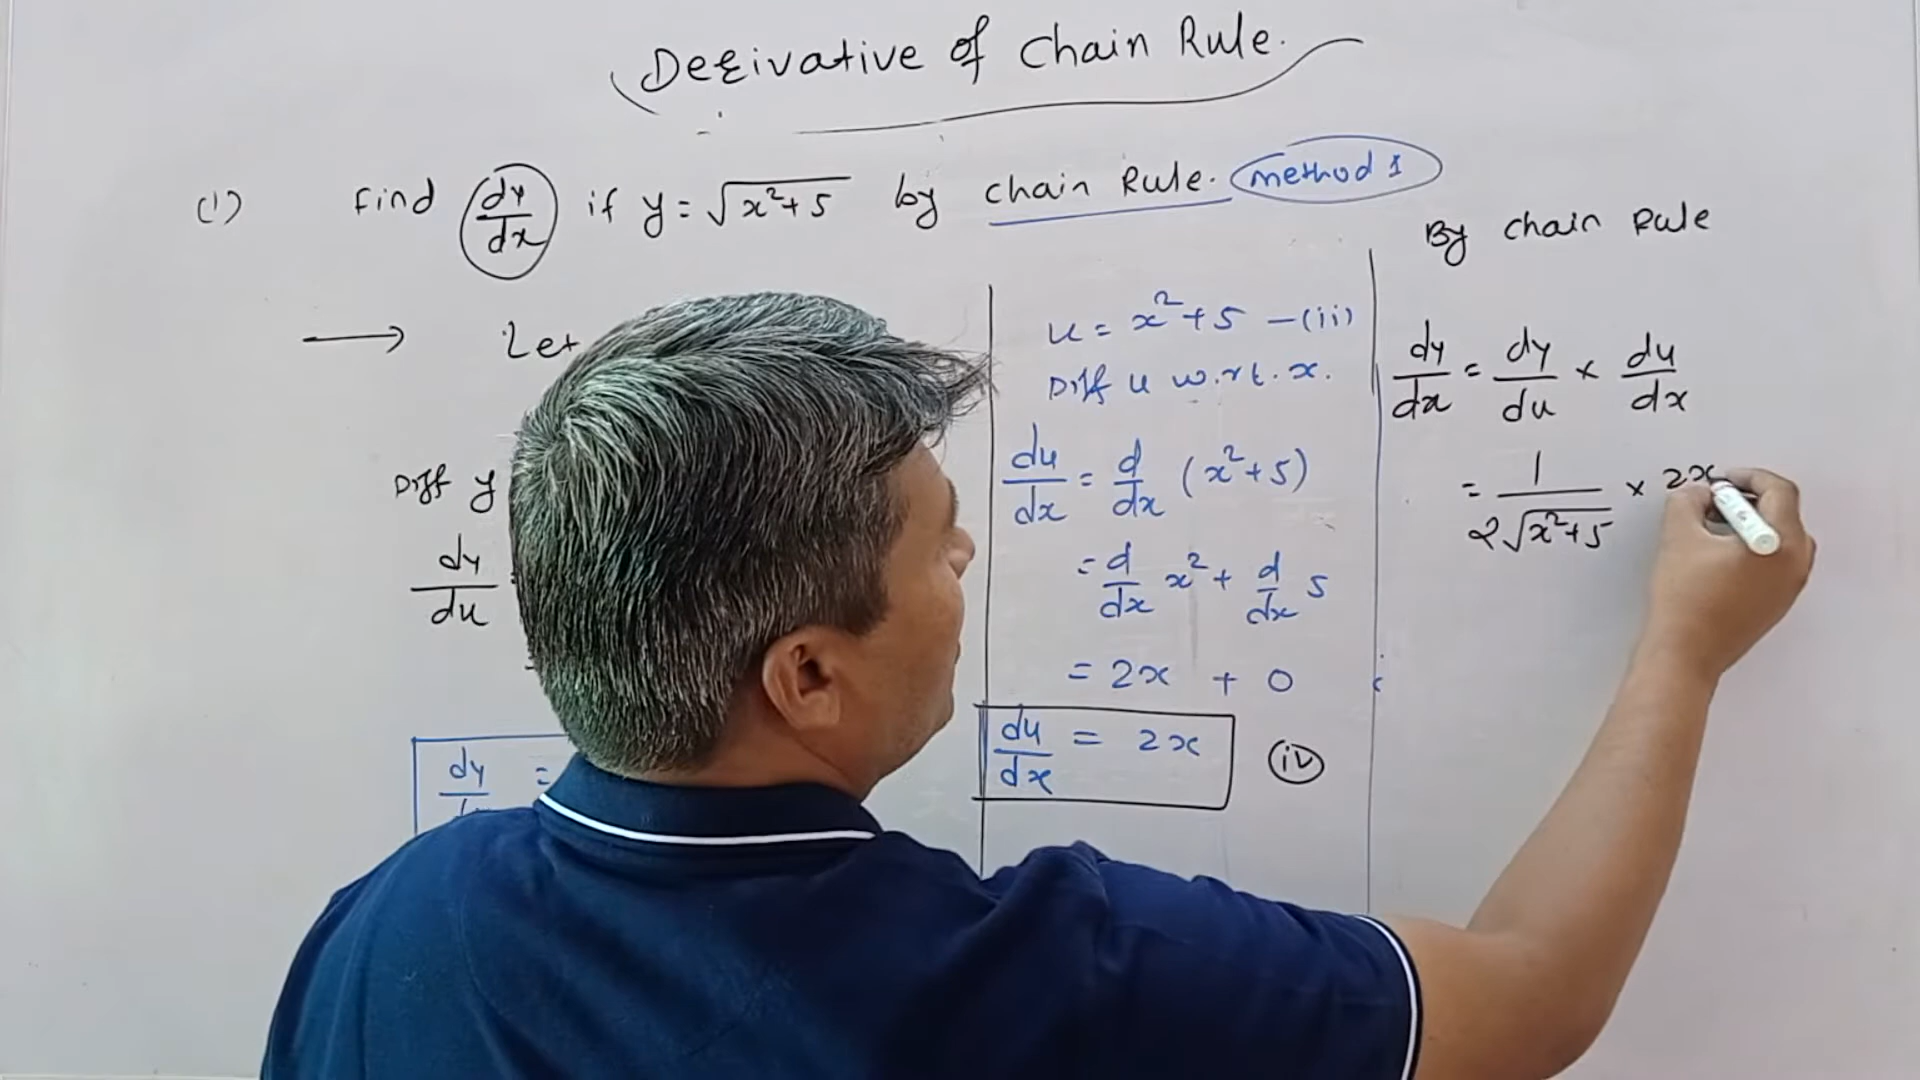 Derivative of Chain Rule.
(1) Find dy/dx if y = √(x²+5) by chain Rule. method 1
→ Let
Diff y
dy/du
dy =
u = x²+5 —(ii)
Diff u w.r.t. x.
du/dx = d/dx (x²+5)
= d/dx x² + d/dx 5
= 2x + 0
du/dx = 2x (iv)
By chain Rule
dy/dx = dy/du × du/dx
= 1/(2√(x²+5)) × 2x